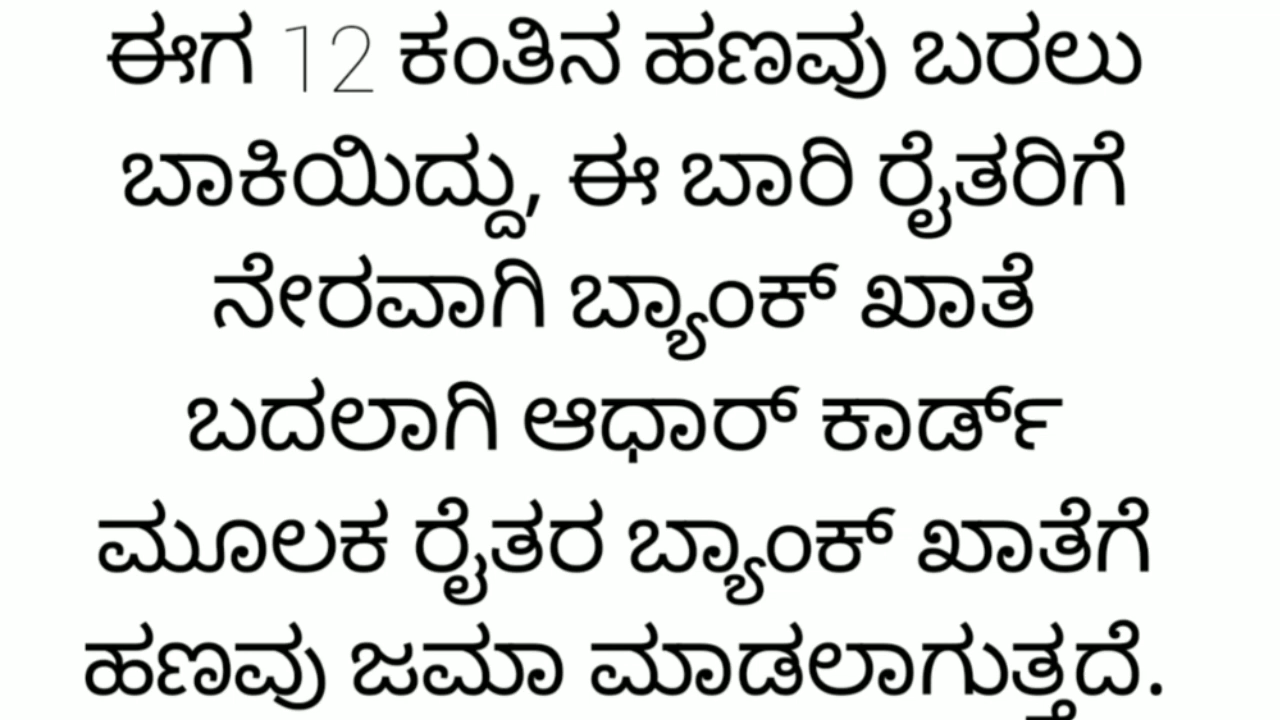 ಈಗ 12 ಕಂತಿನ ಹಣವು ಬರಲು
ಬಾಕಿಯಿದ್ದು, ಈ ಬಾರಿ ರೈತರಿಗೆ
ನೇರವಾಗಿ ಬ್ಯಾಂಕ್ ಖಾತೆ
ಬದಲಾಗಿ ಆಧಾರ್ ಕಾರ್ಡ್
ಮೂಲಕ ರೈತರ ಬ್ಯಾಂಕ್ ಖಾತೆಗೆ
ಹಣವು ಜಮಾ ಮಾಡಲಾಗುತ್ತದೆ.